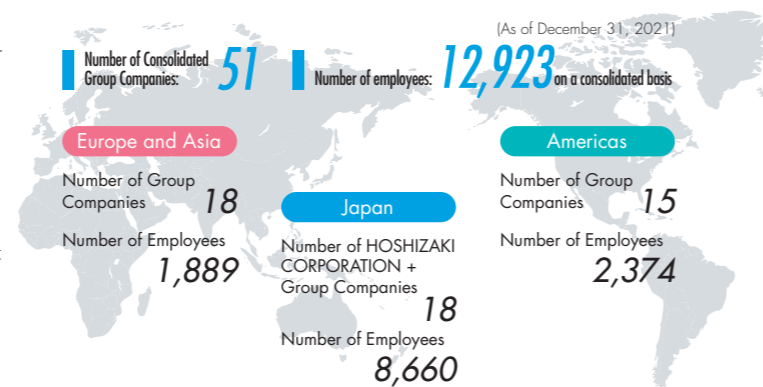 (As of December 31, 2021)
Number of Consolidated
Group Companies: 51
Number of employees: 12,923 on a consolidated basis
Europe and Asia
Number of Group
Companies 18
Number of Employees
1,889
Japan
Number of HOSHIZAKI
CORPORATION +
Group Companies
18
Number of Employees
8,660
Americas
Number of Group
Companies 15
Number of Employees
2,374